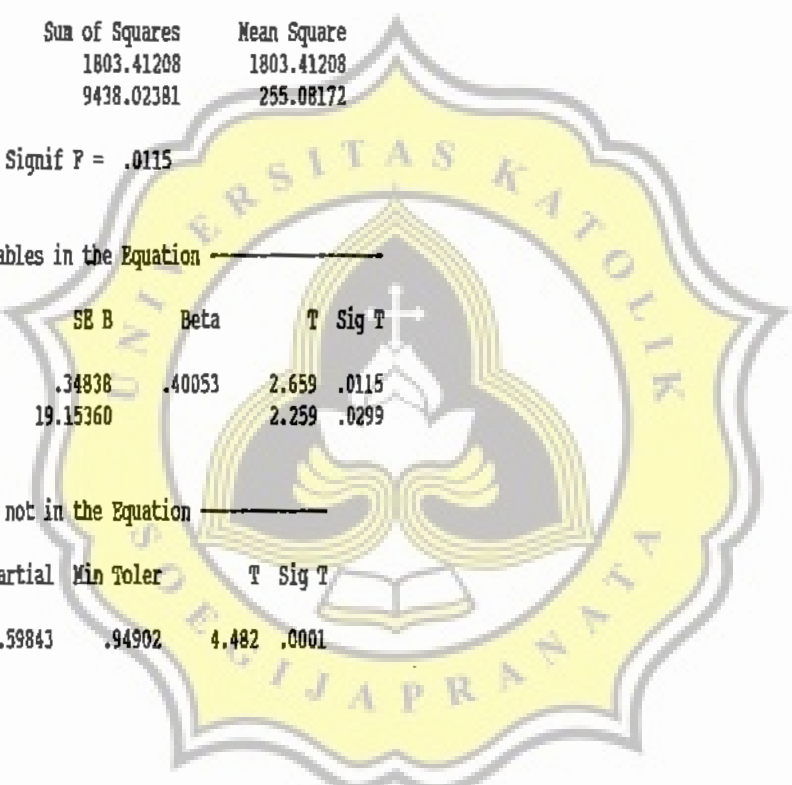 Sum of Squares Mean Square
1803.41208 1803.41208
9438.02381 255.08172
Signif F = .0115
ables in the Equation
SE B Beta T Sig T
.34838 .40053 2.659 .0115
19.15360 2.259 .0299
not in the Equation
artial Min Toler T Sig T
.59843 .94902 4.482 .0001
UNIVERSITAS KATOLIK
SOEGIJAPRANATA